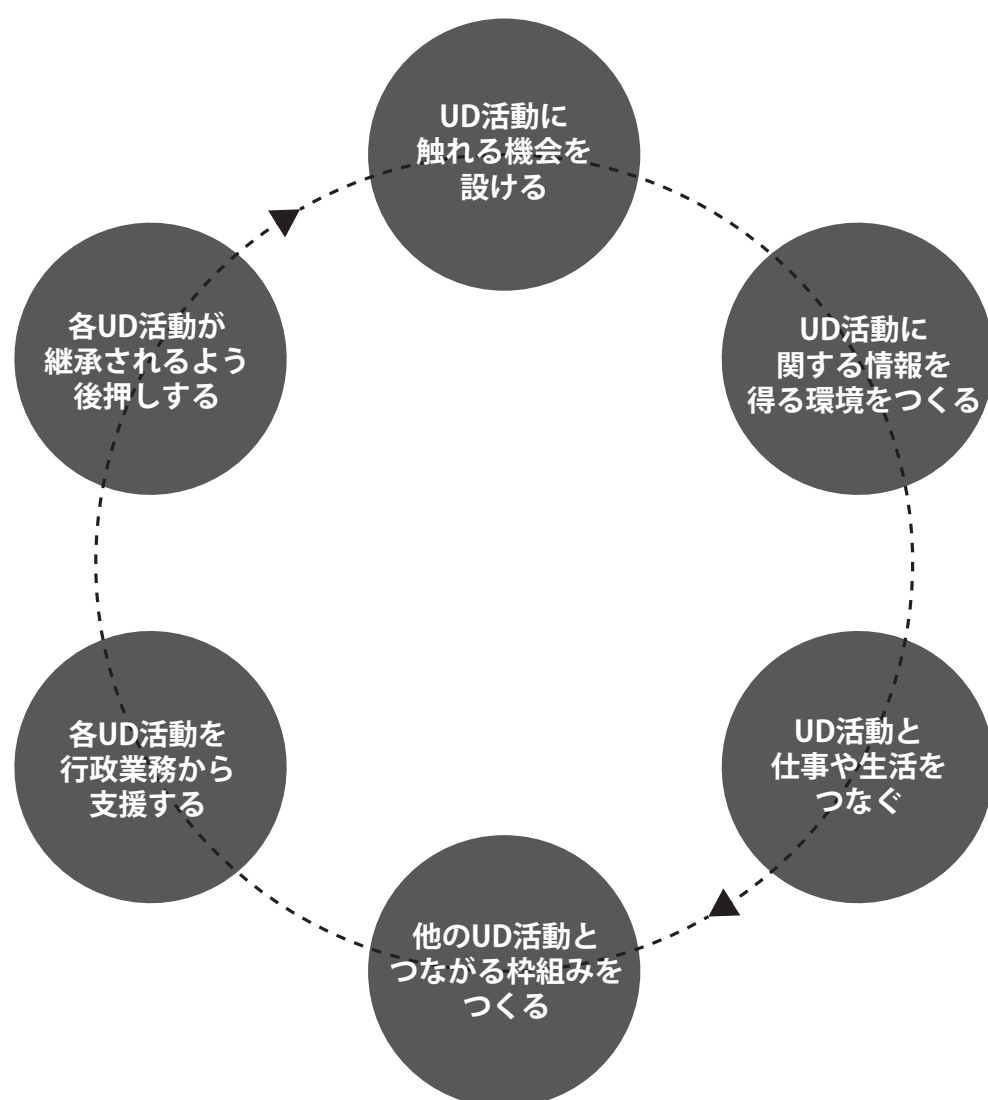 UD活動に
触れる機会を
設ける
UD活動に
関する情報を
得る環境をつくる
UD活動と
仕事や生活を
つなぐ
他のUD活動と
つながる枠組みを
つくる
各UD活動を
行政業務から
支援する
各UD活動が
継承されるよう
後押しする